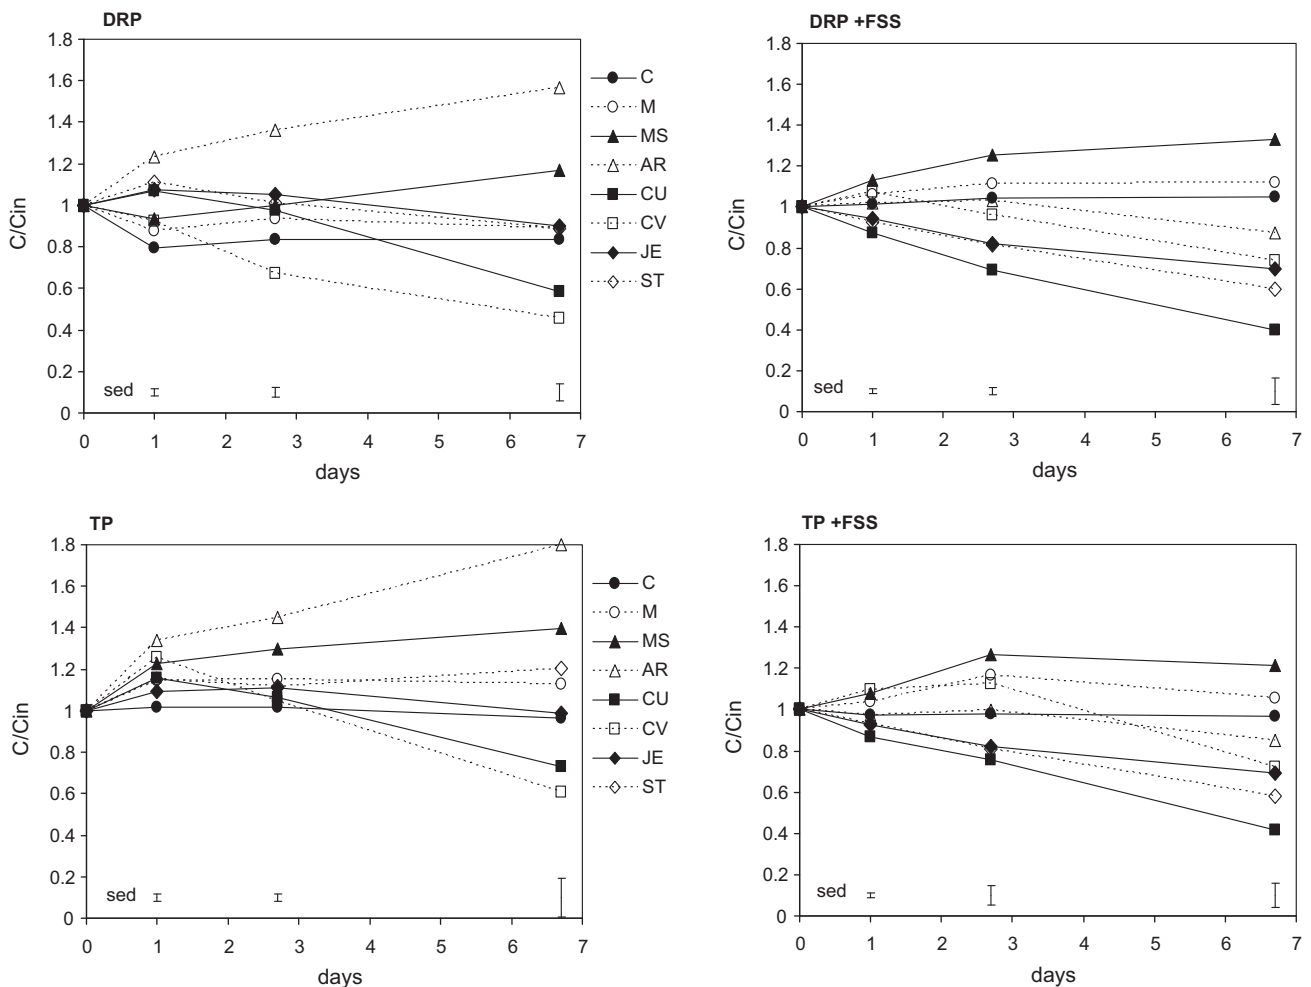 DRP
1.8
1.6
1.4
1.2
1
0.8
0.6
0.4
0.2
0
C/Cin
sed
0 1 2 3 4 5 6 7
days
C
M
MS
AR
CU
CV
JE
ST
DRP +FSS
1.8
1.6
1.4
1.2
1
0.8
0.6
0.4
0.2
0
C/Cin
sed
0 1 2 3 4 5 6 7
days
TP
1.8
1.6
1.4
1.2
1
0.8
0.6
0.4
0.2
0
C/Cin
sed
0 1 2 3 4 5 6 7
days
C
M
MS
AR
CU
CV
JE
ST
TP +FSS
1.8
1.6
1.4
1.2
1
0.8
0.6
0.4
0.2
0
C/Cin
sed
0 1 2 3 4 5 6 7
days